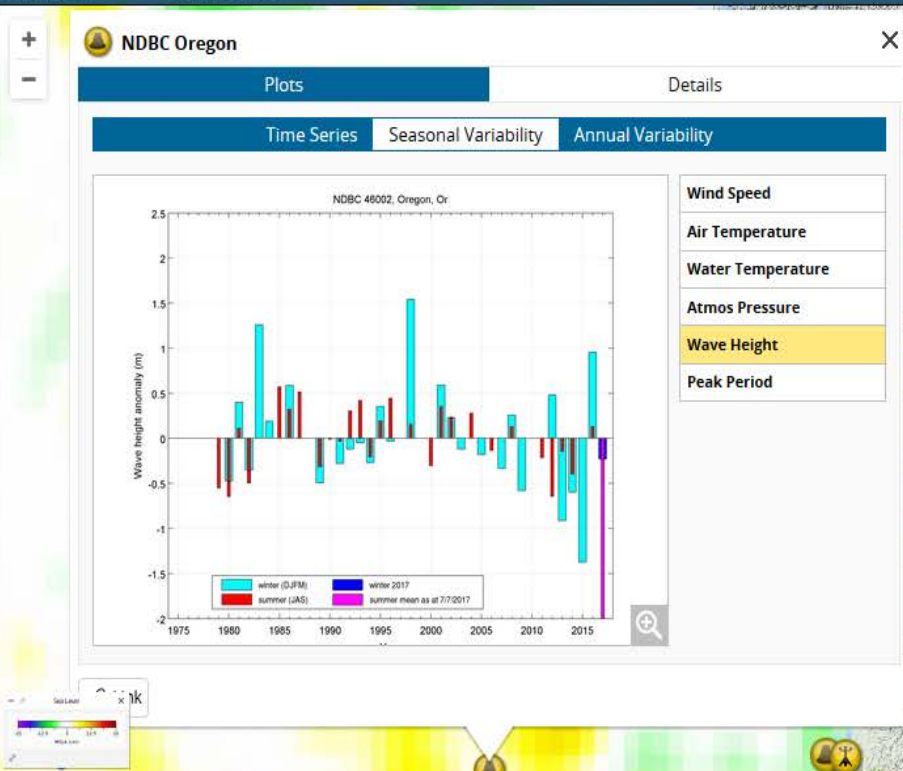 +
NDBC Oregon
−
Plots Details
Time Series Seasonal Variability Annual Variability
NDBC 46002, Oregon, Or
Wave height anomaly (m)
2.5
2
1.5
1
0.5
0
-0.5
-1
-1.5
-2
winter (DJFM) winter 2017
summer (JAS) summer mean as at 7/7/2017
1975 1980 1985 1990 1995 2000 2005 2010 2015
Wind Speed
Air Temperature
Water Temperature
Atmos Pressure
Wave Height
Peak Period
Sea Level